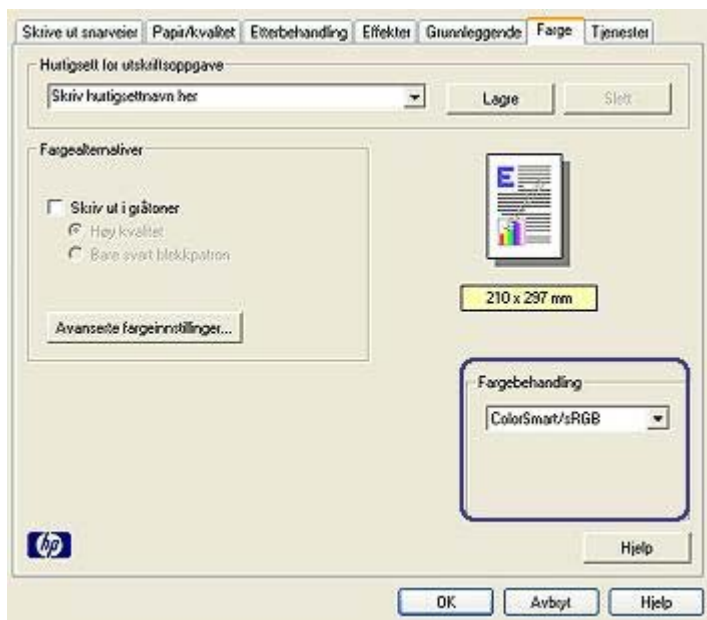 Skrive ut snarveier Papir/kvalitet Etterbehandling Effekter Grunnleggende Farge Tjenester
Hurtigsett for utskriftsoppgave
Skriv hurtigsettnavn her Lagre Slett
Fargealternativer
Skriv ut i gråtoner
Høy kvalitet
Bare svart blekkpatron
E
210 x 297 mm
Avanserte fargeinnstillinger...
Fargebehandling
ColorSmart/sRGB
hp
Hjelp
OK Avbryt Hjelp